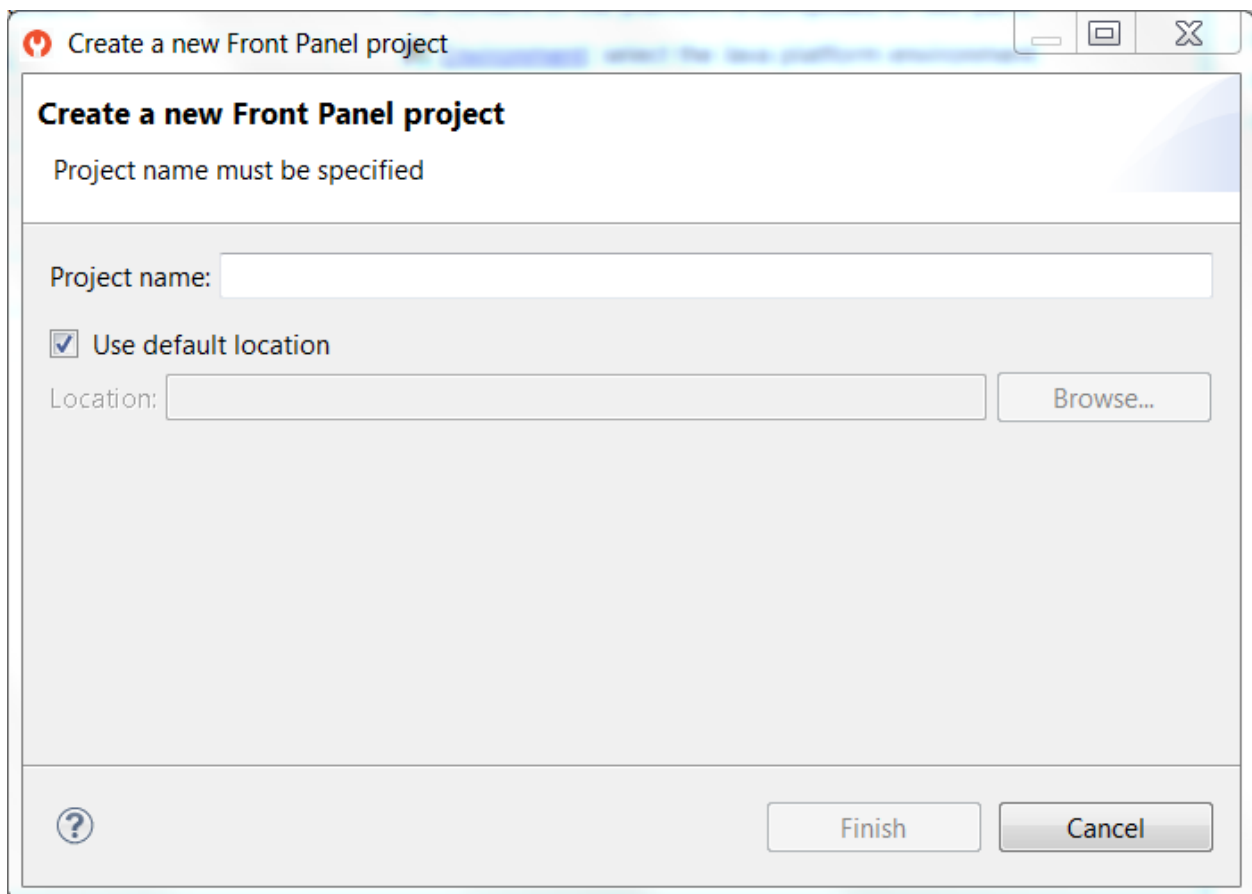 Create a new Front Panel project
Create a new Front Panel project
Project name must be specified
Project name:
Use default location
Location:
Browse...
Finish
Cancel